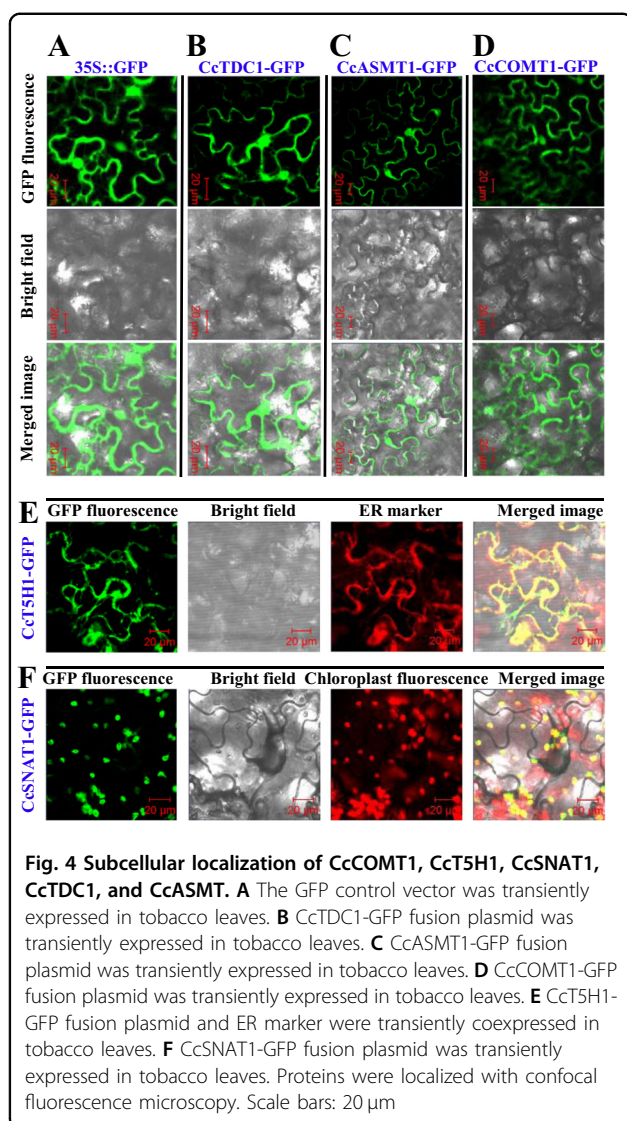 A B C D
35S::GFP CcTDC1-GFP CcASMT1-GFP CcCOMT1-GFP
GFP fluorescence
20 µm 20 µm 20 µm 20 µm
Bright field
20 µm 20 µm 20 µm 20 µm
Merged image
20 µm 20 µm 20 µm 20 µm
E
GFP fluorescence Bright field ER marker Merged image
CcT5H1-GFP
20 µm 20 µm 20 µm 20 µm
F
GFP fluorescence Bright field Chloroplast fluorescence Merged image
CcSNAT1-GFP
20 µm 20 µm 20 µm 20 µm
Fig. 4 Subcellular localization of CcCOMT1, CcT5H1, CcSNAT1,
CcTDC1, and CcASMT. A The GFP control vector was transiently
expressed in tobacco leaves. B CcTDC1-GFP fusion plasmid was
transiently expressed in tobacco leaves. C CcASMT1-GFP fusion
plasmid was transiently expressed in tobacco leaves. D CcCOMT1-GFP
fusion plasmid was transiently expressed in tobacco leaves. E CcT5H1-
GFP fusion plasmid and ER marker were transiently coexpressed in
tobacco leaves. F CcSNAT1-GFP fusion plasmid was transiently
expressed in tobacco leaves. Proteins were localized with confocal
fluorescence microscopy. Scale bars: 20 µm